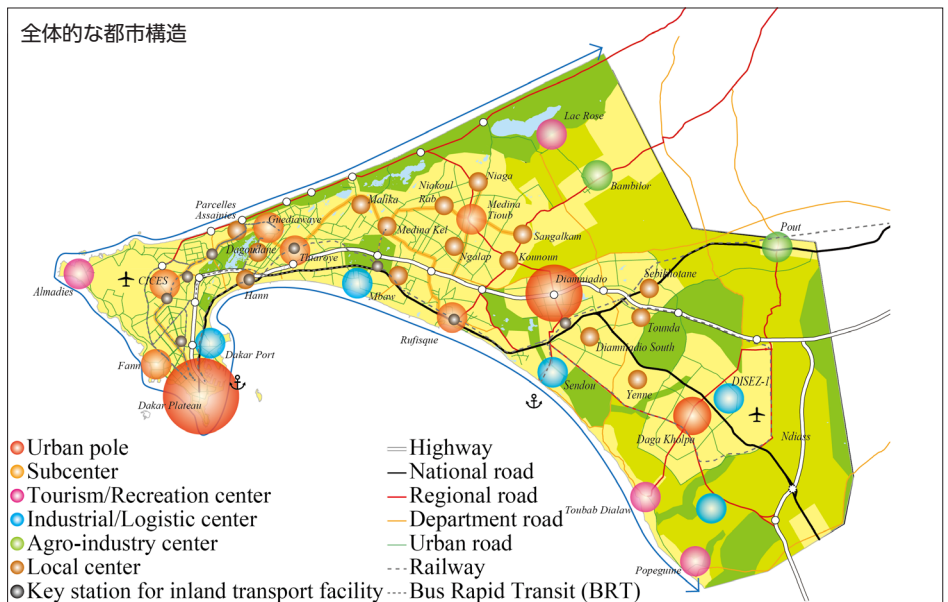 全体的な都市構造
Lac Rose
Bambilor
Niaga
Niakoul
Rab
Malika
Medina
Tioub
Parcelles
Assainies
Guediawaye
Medina Kel
Sangalkam
Pout
Dagoudane
Thiaroye
Ngalap
Kounoun
Almadies
CICES
Hann
Mbaw
Diamniadio
Sebikhotane
Rufisque
Tounda
Diamniadio South
Fann
Dakar Port
Sendou
Yenne
DISEZ-1
Dakar Plateau
Daga Kholpa
Ndiass
Toubab Dialaw
Popeguine
Urban pole
Subcenter
Tourism/Recreation center
Industrial/Logistic center
Agro-industry center
Local center
Key station for inland transport facility
Highway
National road
Regional road
Department road
Urban road
Railway
Bus Rapid Transit (BRT)